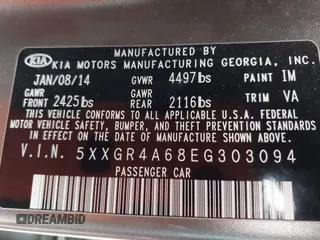 MANUFACTURED BY
KIA KIA MOTORS MANUFACTURING GEORGIA, INC.
JAN/08/14 GVWR 4497lbs PAINT IM
GAWR FRONT 2425lbs GAWR REAR 2116lbs TRIM VA
THIS VEHICLE CONFORMS TO ALL APPLICABLE U.S. FEDERAL
MOTOR VEHICLE SAFETY, BUMPER, AND THEFT PREVENTION
STANDARDS IN EFFECT ON THE DATE OF MANUFACTURE SHOWN ABOVE.
V.I.N. 5XXGR4A68EG303094
PASSENGER CAR
DREAMBID